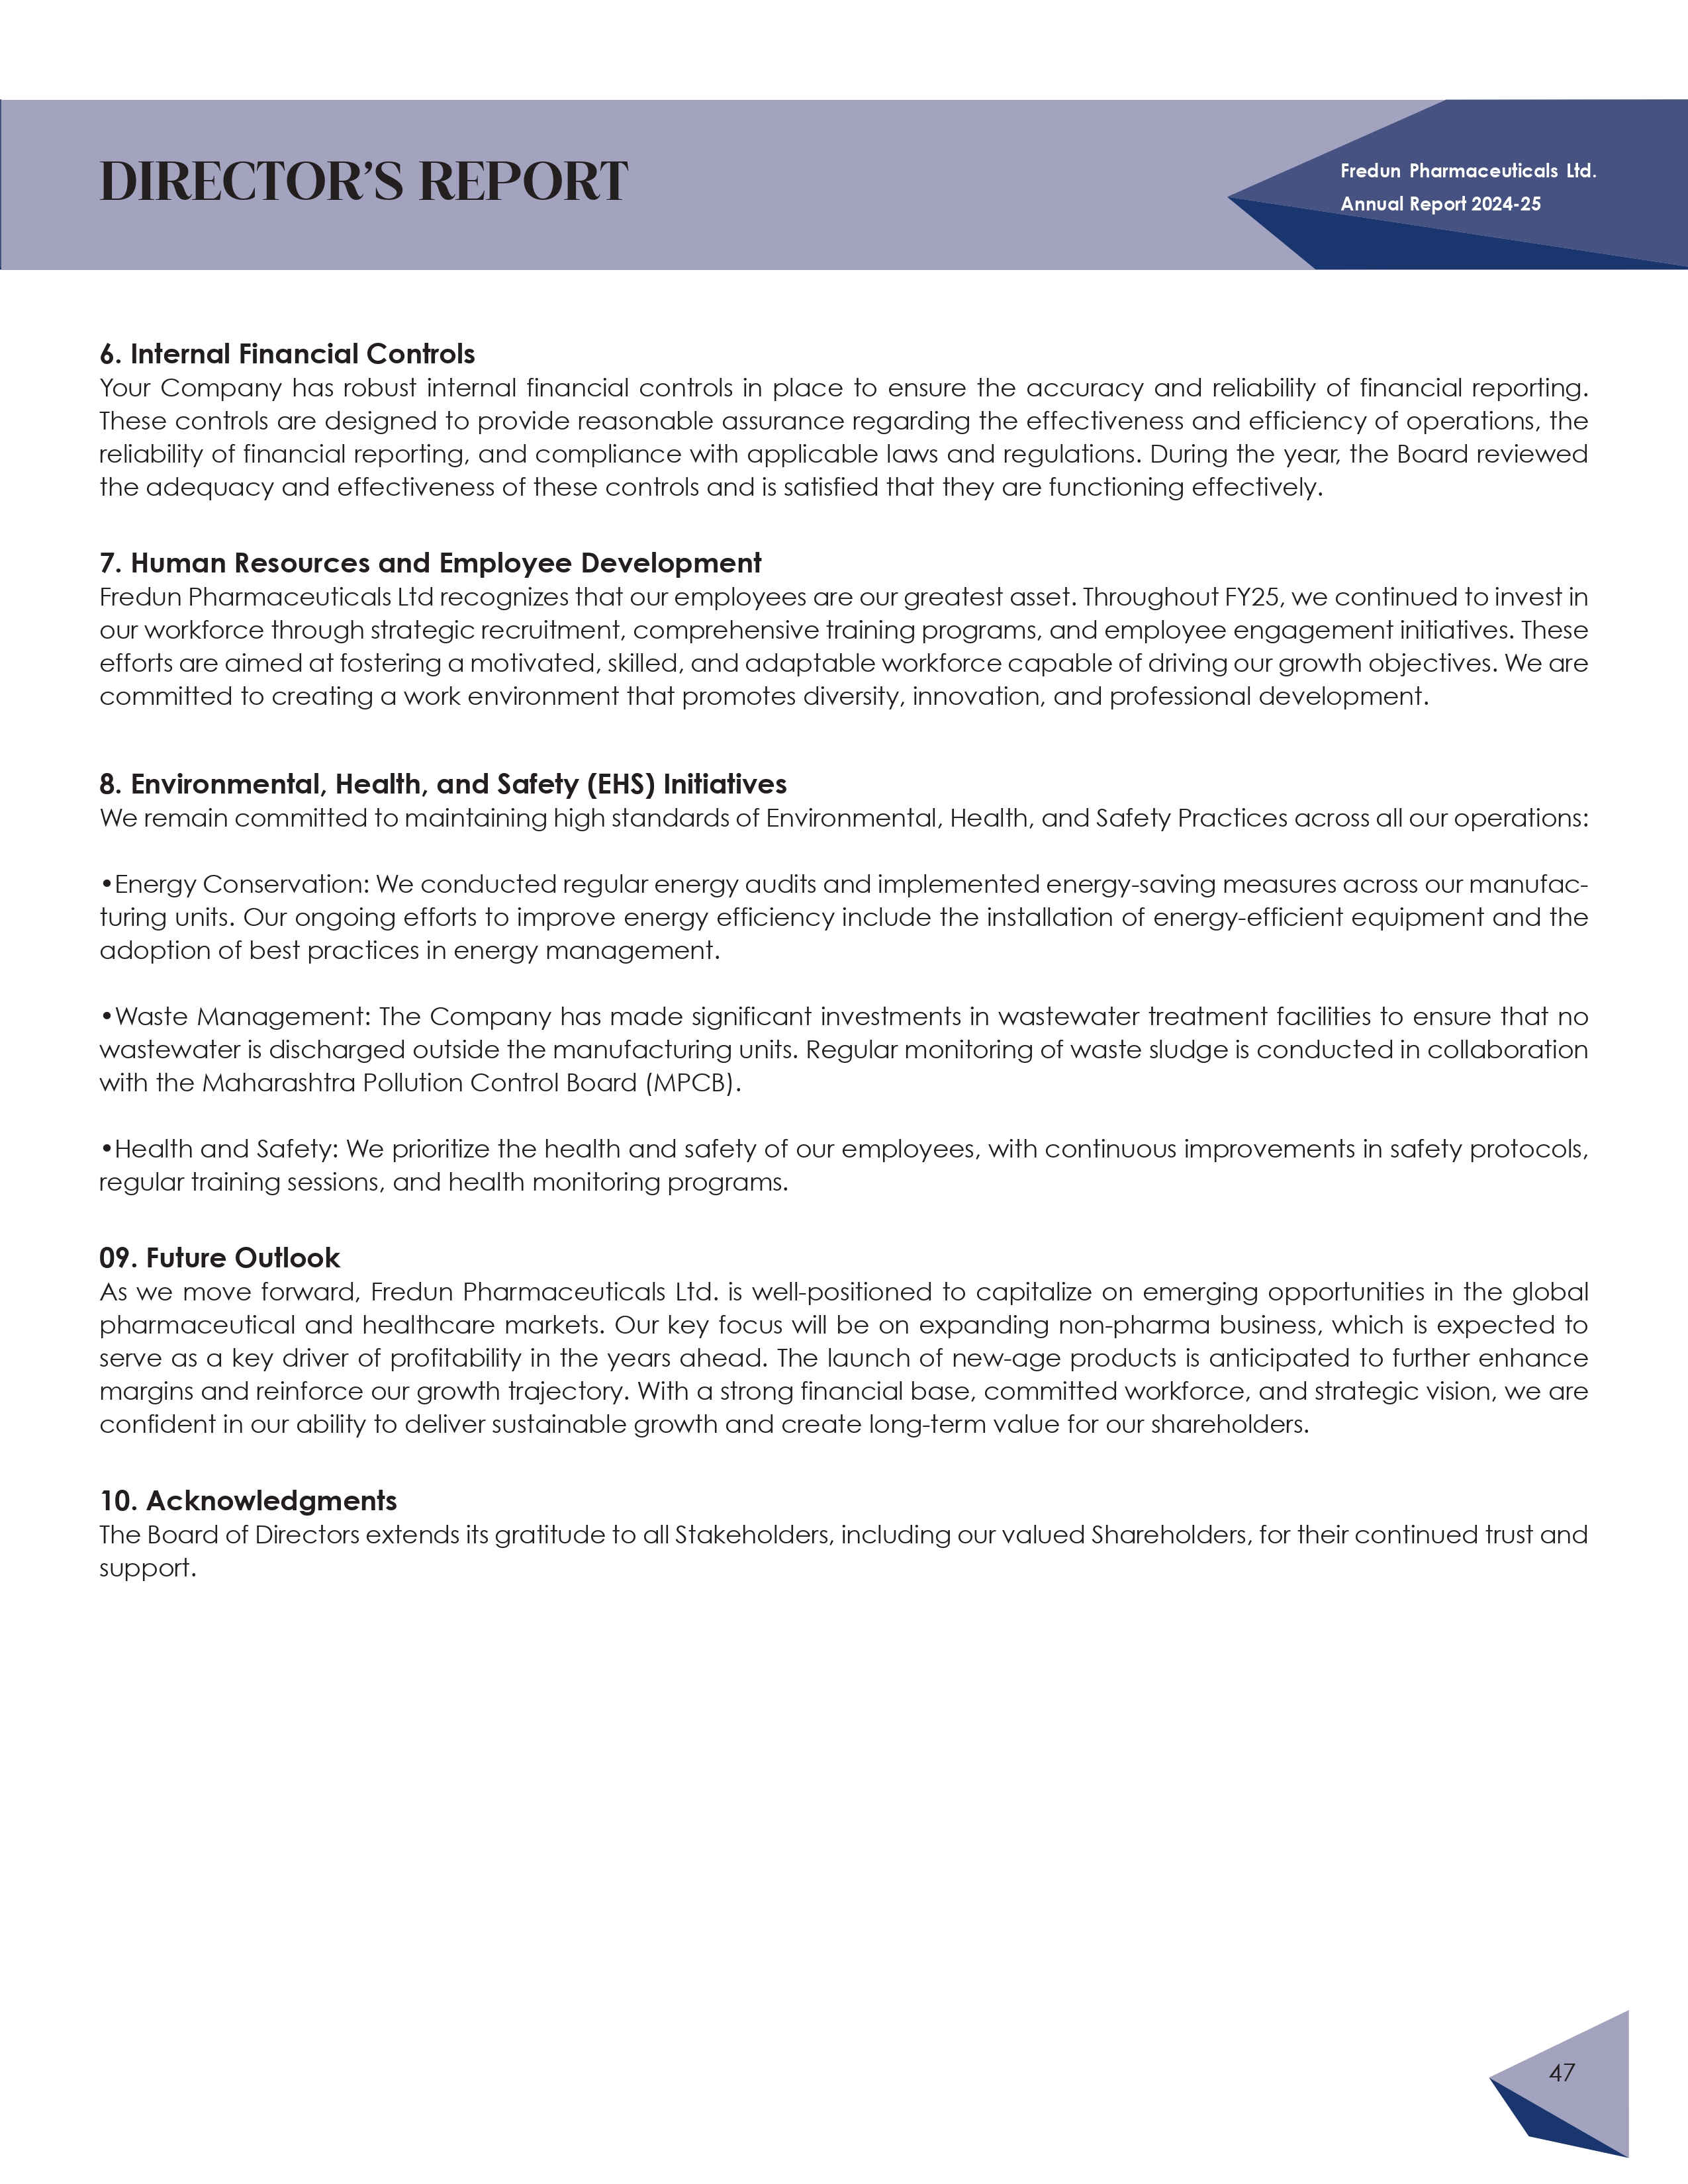 DIRECTOR’S REPORT
Fredun Pharmaceuticals Ltd.
Annual Report 2024-25
6. Internal Financial Controls
Your Company has robust internal financial controls in place to ensure the accuracy and reliability of financial reporting.
These controls are designed to provide reasonable assurance regarding the effectiveness and efficiency of operations, the
reliability of financial reporting, and compliance with applicable laws and regulations. During the year, the Board reviewed
the adequacy and effectiveness of these controls and is satisfied that they are functioning effectively.
7. Human Resources and Employee Development
Fredun Pharmaceuticals Ltd recognizes that our employees are our greatest asset. Throughout FY25, we continued to invest in
our workforce through strategic recruitment, comprehensive training programs, and employee engagement initiatives. These
efforts are aimed at fostering a motivated, skilled, and adaptable workforce capable of driving our growth objectives. We are
committed to creating a work environment that promotes diversity, innovation, and professional development.
8. Environmental, Health, and Safety (EHS) Initiatives
We remain committed to maintaining high standards of Environmental, Health, and Safety Practices across all our operations:
•Energy Conservation: We conducted regular energy audits and implemented energy-saving measures across our manufac-
turing units. Our ongoing efforts to improve energy efficiency include the installation of energy-efficient equipment and the
adoption of best practices in energy management.
•Waste Management: The Company has made significant investments in wastewater treatment facilities to ensure that no
wastewater is discharged outside the manufacturing units. Regular monitoring of waste sludge is conducted in collaboration
with the Maharashtra Pollution Control Board (MPCB).
•Health and Safety: We prioritize the health and safety of our employees, with continuous improvements in safety protocols,
regular training sessions, and health monitoring programs.
09. Future Outlook
As we move forward, Fredun Pharmaceuticals Ltd. is well-positioned to capitalize on emerging opportunities in the global
pharmaceutical and healthcare markets. Our key focus will be on expanding non-pharma business, which is expected to
serve as a key driver of profitability in the years ahead. The launch of new-age products is anticipated to further enhance
margins and reinforce our growth trajectory. With a strong financial base, committed workforce, and strategic vision, we are
confident in our ability to deliver sustainable growth and create long-term value for our shareholders.
10. Acknowledgments
The Board of Directors extends its gratitude to all Stakeholders, including our valued Shareholders, for their continued trust and
support.
47